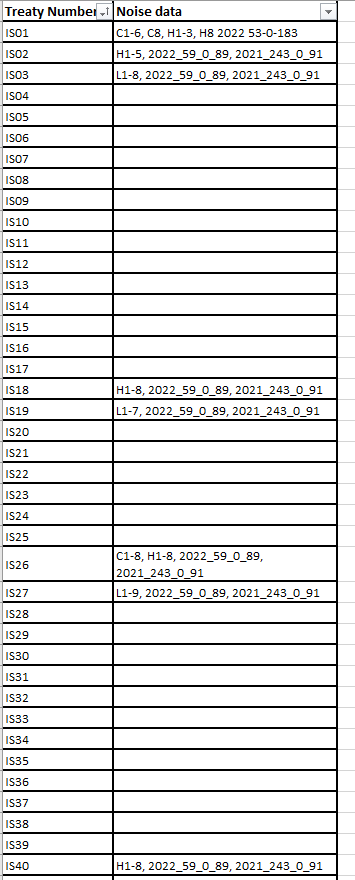 Treaty Number Noise data
IS01 C1-6, C8, H1-3, H8 2022 53-0-183
IS02 H1-5, 2022_59_0_89, 2021_243_0_91
IS03 L1-8, 2022_59_0_89, 2021_243_0_91
IS04
IS05
IS06
IS07
IS08
IS09
IS10
IS11
IS12
IS13
IS14
IS15
IS16
IS17
IS18 H1-8, 2022_59_0_89, 2021_243_0_91
IS19 L1-7, 2022_59_0_89, 2021_243_0_91
IS20
IS21
IS22
IS23
IS24
IS25
IS26 C1-8, H1-8, 2022_59_0_89,
2021_243_0_91
IS27 L1-9, 2022_59_0_89, 2021_243_0_91
IS28
IS29
IS30
IS31
IS32
IS33
IS34
IS35
IS36
IS37
IS38
IS39
IS40 H1-8, 2022_59_0_89, 2021_243_0_91